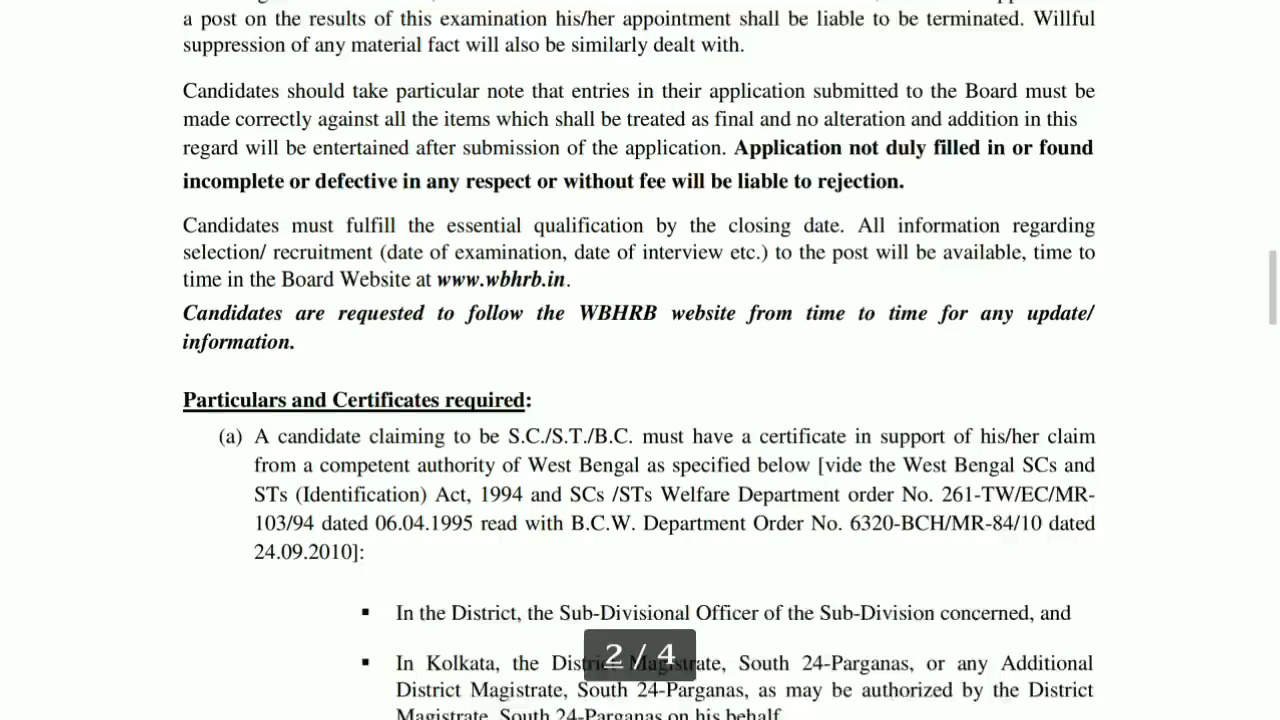 a post on the results of this examination his/her appointment shall be liable to be terminated. Willful
suppression of any material fact will also be similarly dealt with.
Candidates should take particular note that entries in their application submitted to the Board must be
made correctly against all the items which shall be treated as final and no alteration and addition in this
regard will be entertained after submission of the application. Application not duly filled in or found
incomplete or defective in any respect or without fee will be liable to rejection.
Candidates must fulfill the essential qualification by the closing date. All information regarding
selection/ recruitment (date of examination, date of interview etc.) to the post will be available, time to
time in the Board Website at www.wbhrb.in.
Candidates are requested to follow the WBHRB website from time to time for any update/
information.
Particulars and Certificates required:
(a) A candidate claiming to be S.C./S.T./B.C. must have a certificate in support of his/her claim
from a competent authority of West Bengal as specified below [vide the West Bengal SCs and
STs (Identification) Act, 1994 and SCs /STs Welfare Department order No. 261-TW/EC/MR-
103/94 dated 06.04.1995 read with B.C.W. Department Order No. 6320-BCH/MR-84/10 dated
24.09.2010]:
▪ In the District, the Sub-Divisional Officer of the Sub-Division concerned, and
▪ In Kolkata, the District Magistrate, South 24-Parganas, or any Additional
2 / 4
District Magistrate, South 24-Parganas, as may be authorized by the District
Magistrate, South 24-Parganas on his behalf